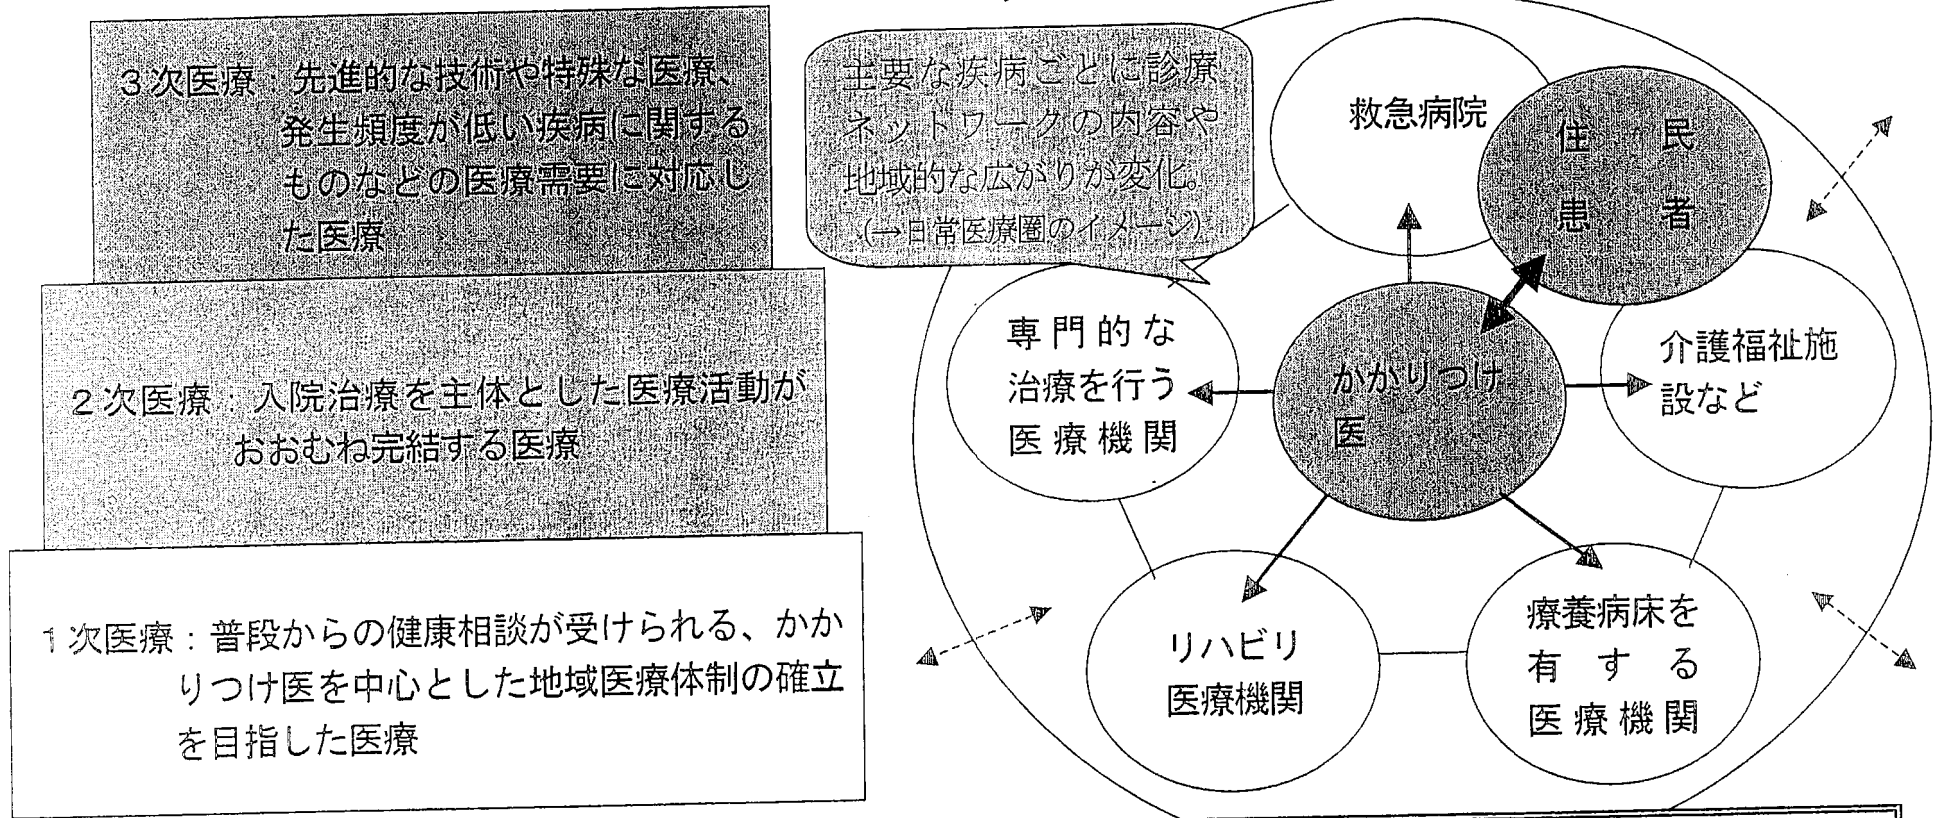 3次医療：先進的な技術や特殊な医療、
発生頻度が低い疾病に関する
ものなどの医療需要に対応し
た医療
2次医療：入院治療を主体とした医療活動が
おおむね完結する医療
1次医療：普段からの健康相談が受けられる、かか
りつけ医を中心とした地域医療体制の確立
を目指した医療
主要な疾病ごとに診療
ネットワークの内容や
地域的な広がりが変化。
(→日常医療圏のイメージ)
救急病院
住民
患者
専門的な
治療を行う
医療機関
かかりつけ
医
介護福祉施
設など
リハビリ
医療機関
療養病床を
有する
医療機関